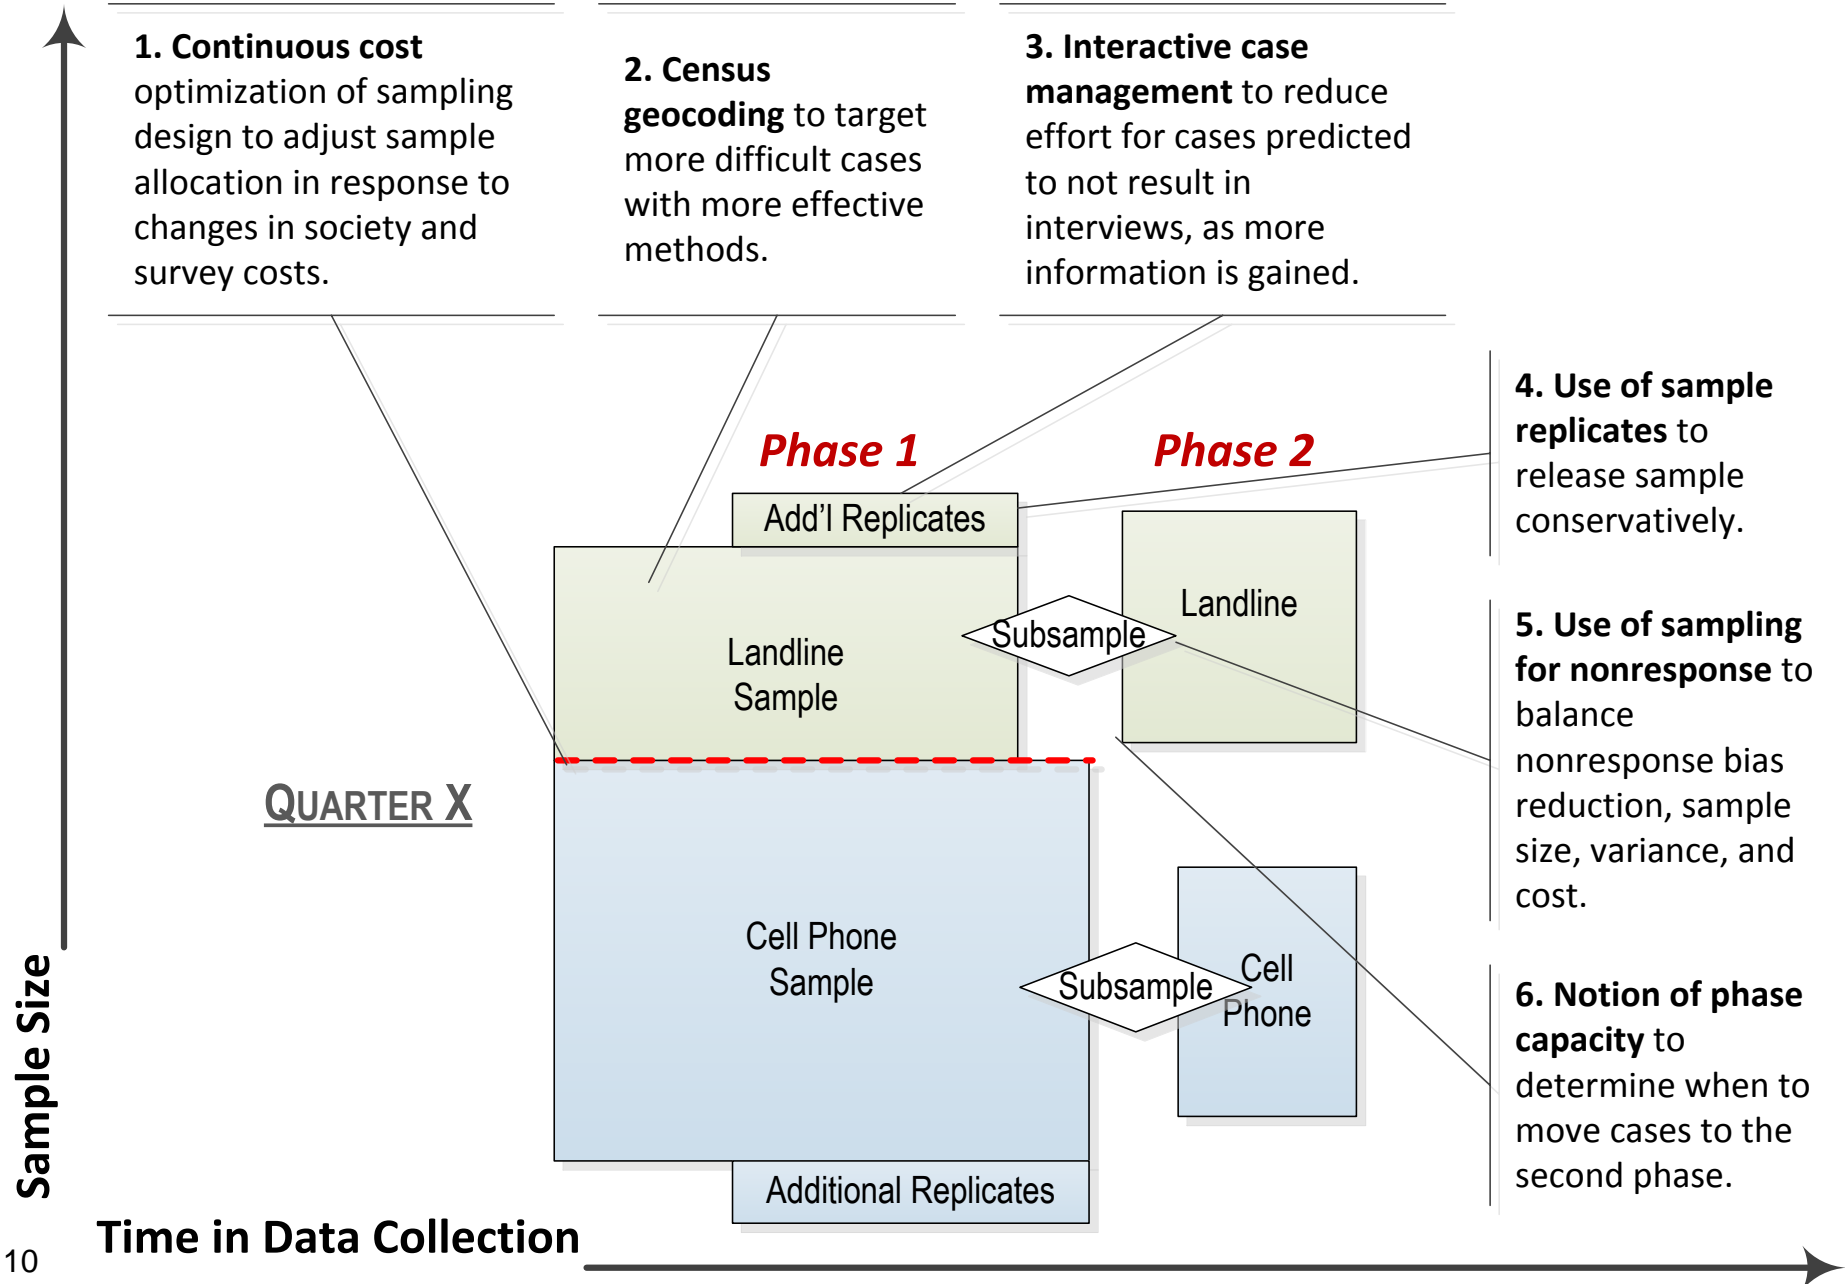 1. Continuous cost
optimization of sampling
design to adjust sample
allocation in response to
changes in society and
survey costs.
2. Census
geocoding to target
more difficult cases
with more effective
methods.
3. Interactive case
management to reduce
effort for cases predicted
to not result in
interviews, as more
information is gained.
4. Use of sample
replicates to
release sample
conservatively.
Phase 1
Phase 2
Add'l Replicates
Landline
Sample
Subsample
Landline
5. Use of sampling
for nonresponse to
balance
nonresponse bias
reduction, sample
size, variance, and
cost.
QUARTER X
Cell Phone
Sample
Subsample
Cell
Phone
6. Notion of phase
capacity to
determine when to
move cases to the
second phase.
Additional Replicates
Sample Size
Time in Data Collection
10